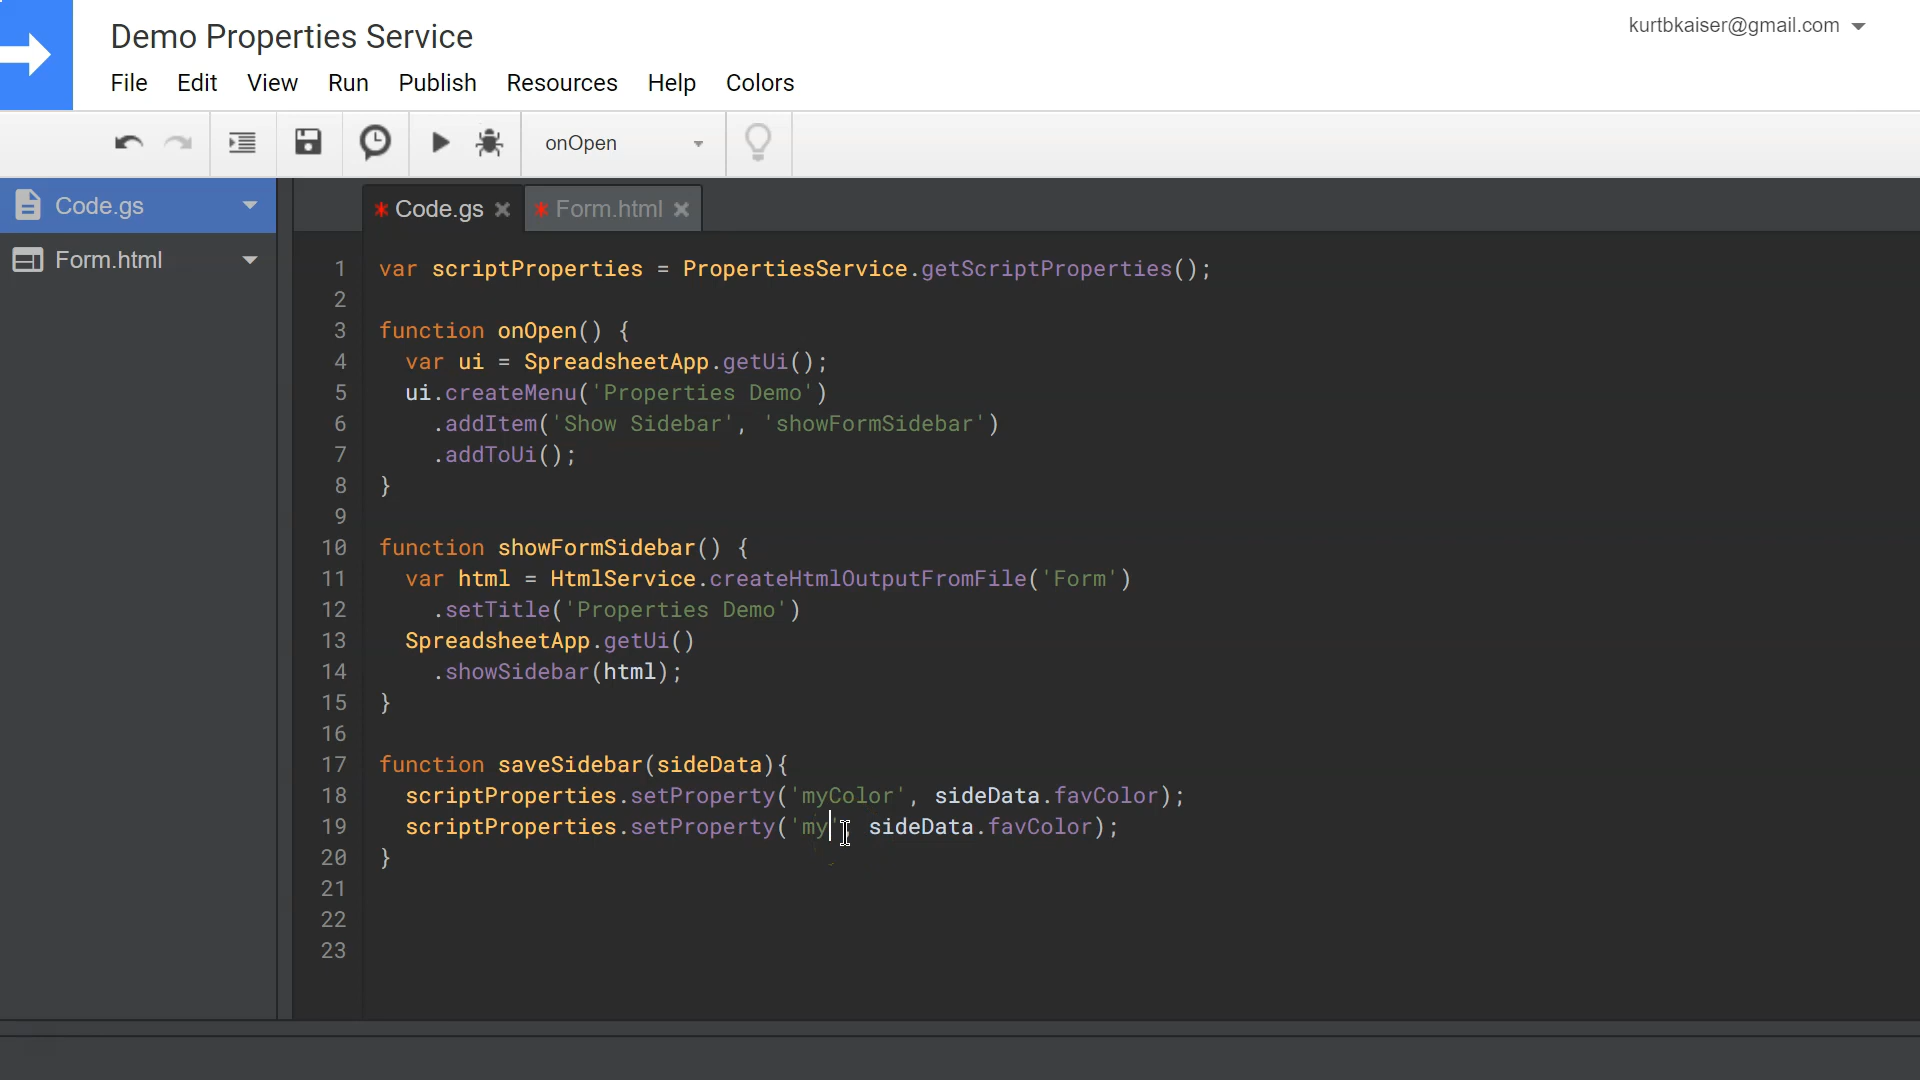 Demo Properties Service
kurtbkaiser@gmail.com
File Edit View Run Publish Resources Help Colors
onOpen
Code.gs
Form.html
* Code.gs
* Form.html
1 var scriptProperties = PropertiesService.getScriptProperties();
2
3 function onOpen() {
4 var ui = SpreadsheetApp.getUi();
5 ui.createMenu('Properties Demo')
6 .addItem('Show Sidebar', 'showFormSidebar')
7 .addToUi();
8 }
9
10 function showFormSidebar() {
11 var html = HtmlService.createHtmlOutputFromFile('Form')
12 .setTitle('Properties Demo')
13 SpreadsheetApp.getUi()
14 .showSidebar(html);
15 }
16
17 function saveSidebar(sideData){
18 scriptProperties.setProperty('myColor', sideData.favColor);
19 scriptProperties.setProperty('my', sideData.favColor);
20 }
21
22
23